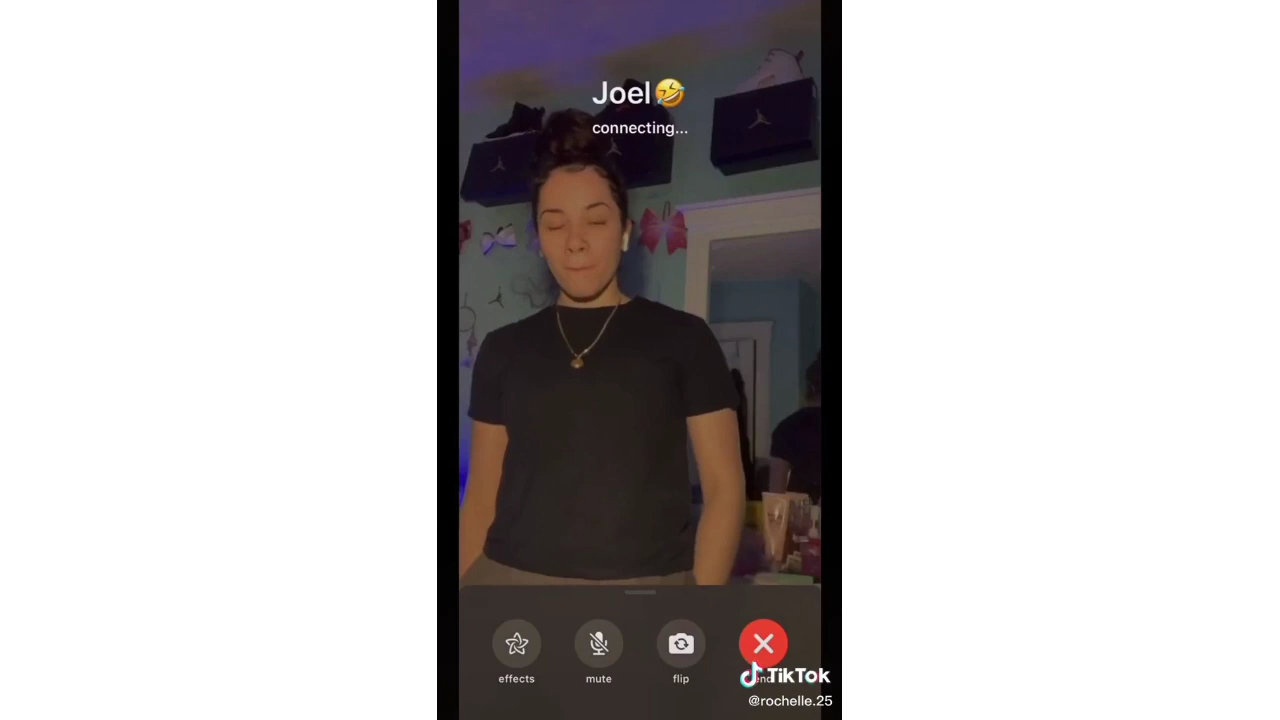 Joel🤣
connecting...
effects
mute
flip
TikTok
@rochelle.25